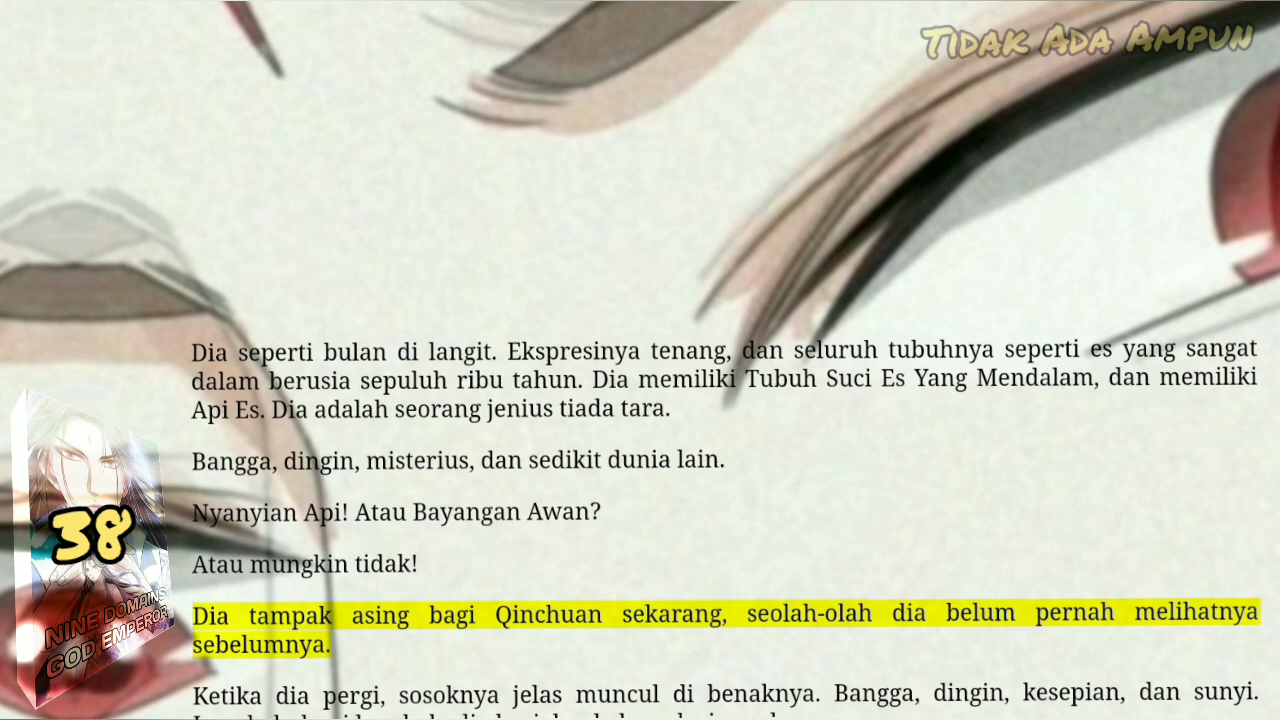 Tidak Ada Ampun
Dia seperti bulan di langit. Ekspresinya tenang, dan seluruh tubuhnya seperti es yang sangat
dalam berusia sepuluh ribu tahun. Dia memiliki Tubuh Suci Es Yang Mendalam, dan memiliki
Api Es. Dia adalah seorang jenius tiada tara.
Bangga, dingin, misterius, dan sedikit dunia lain.
Nyanyian Api! Atau Bayangan Awan?
Atau mungkin tidak!
Dia tampak asing bagi Qinchuan sekarang, seolah-olah dia belum pernah melihatnya
sebelumnya.
Ketika dia pergi, sosoknya jelas muncul di benaknya. Bangga, dingin, kesepian, dan sunyi.
38
NINE DOMAINS
GOD EMPEROR